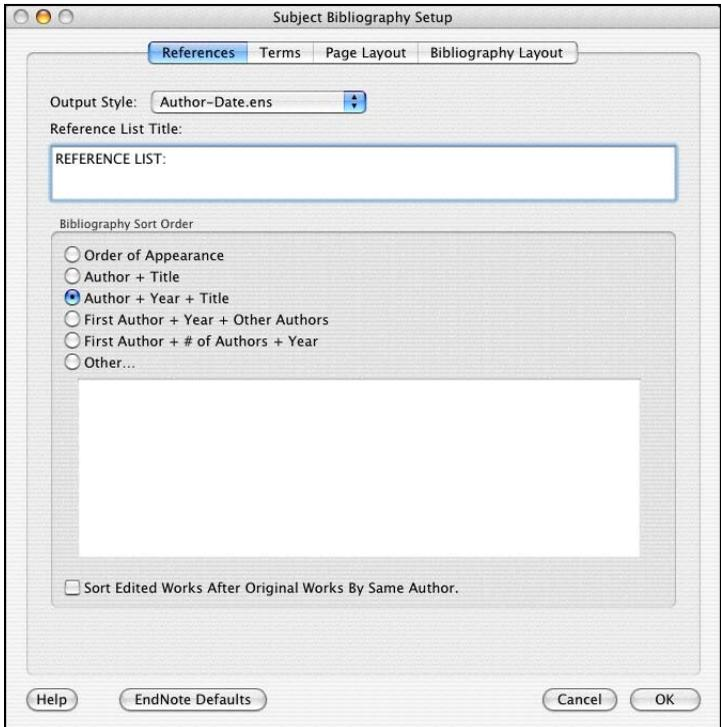 Subject Bibliography Setup
References Terms Page Layout Bibliography Layout
Output Style: Author-Date.ens
Reference List Title:
REFERENCE LIST:
Bibliography Sort Order
Order of Appearance
Author + Title
Author + Year + Title
First Author + Year + Other Authors
First Author + # of Authors + Year
Other...
Sort Edited Works After Original Works By Same Author.
Help EndNote Defaults Cancel OK